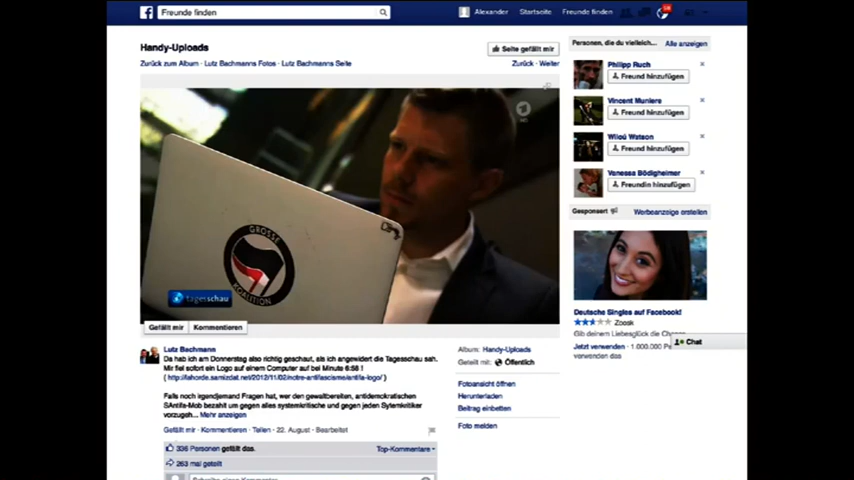 Freunde finden
Alexander Startseite Freunde finden
Handy-Uploads
Seite gefällt mir
Zurück zum Album · Lutz Bachmanns Fotos · Lutz Bachmanns Seite
Zurück · Weiter
GROSSE
KOALITION
tagesschau
Gefällt mir Kommentieren
Lutz Bachmann
Da hab ich am Donnerstag also richtig geschaut, als ich angewidert die Tagesschau sah.
Mir fiel sofort ein Logo auf einem Computer auf bei Minute 6:58 !
Falls noch irgendjemand Fragen hat, wer den gewaltbereiten, antidemokratischen
SAntifa-Mob bezahlt um gegen alles systemkritische und gegen jeden Sytemkritiker
vorzugeh... Mehr anzeigen
Gefällt mir · Kommentieren · Teilen · 22. August · Bearbeitet
336 Personen gefällt das.
Top-Kommentare
263 mal geteilt
Schreibe einen Kommentar
Album: Handy-Uploads
Geteilt mit: Öffentlich
Fotoansicht öffnen
Herunterladen
Beitrag einbetten
Foto melden
Personen, die du vielleich... Alle anzeigen
Philipp Ruch
Freund hinzufügen
Vincent Muniere
Freund hinzufügen
Wiloú Watson
Freund hinzufügen
Vanessa Bödigheimer
Freundin hinzufügen
Gesponsert Werbeanzeige erstellen
Deutsche Singles auf Facebook!
Zoosk
Gib deinem Liebesglück die
Jetzt verwenden · 1.000.000
verwenden das
Chat